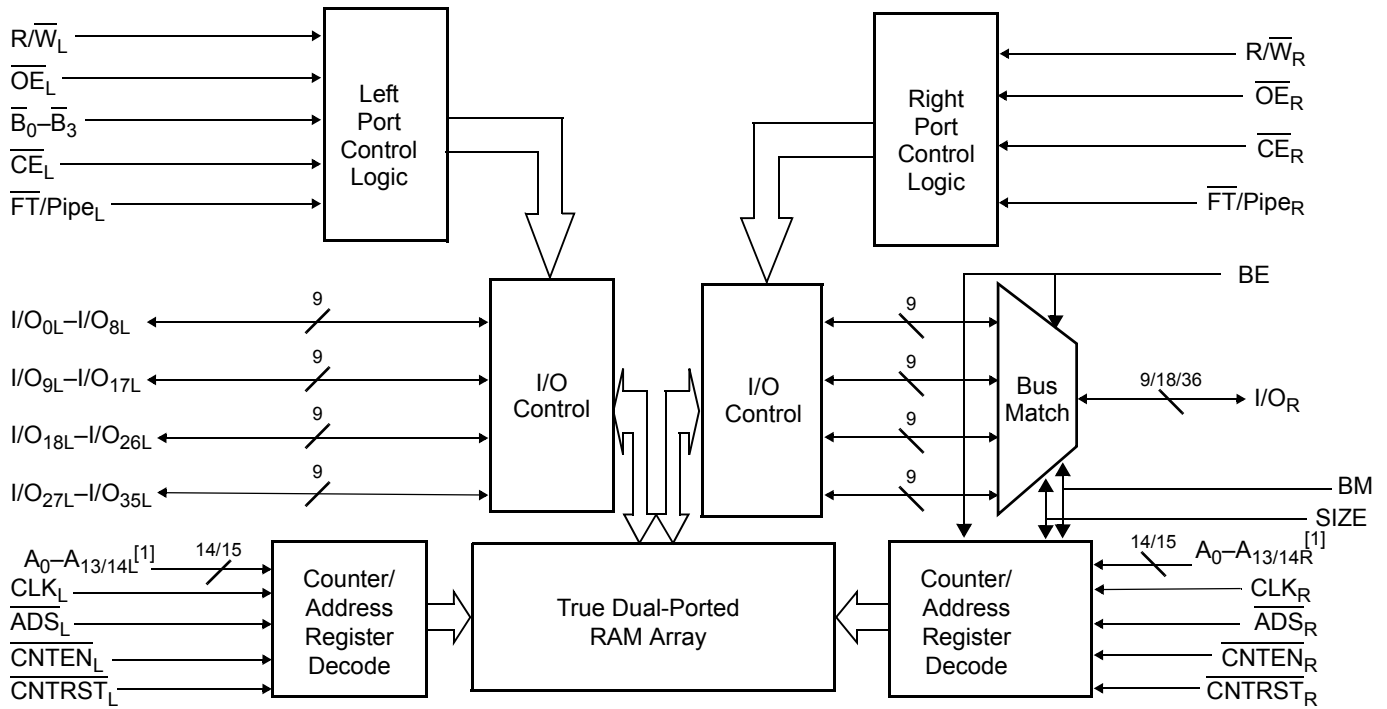 R/W̅L
O̅E̅L
B̅0–B̅3
C̅E̅L
F̅T̅/PipeL
Left
Port
Control
Logic
Right
Port
Control
Logic
R/W̅R
O̅E̅R
C̅E̅R
F̅T̅/PipeR
BE
I/O0L–I/O8L
9
I/O9L–I/O17L
9
I/O18L–I/O26L
9
I/O27L–I/O35L
9
I/O
Control
I/O
Control
9
9
9
9
Bus
Match
9/18/36
I/OR
BM
SIZE
A0–A13/14L[1]
14/15
CLKL
A̅D̅S̅L
C̅N̅T̅E̅N̅L
C̅N̅T̅R̅S̅T̅L
Counter/
Address
Register
Decode
True Dual-Ported
RAM Array
Counter/
Address
Register
Decode
14/15
A0–A13/14R[1]
CLKR
A̅D̅S̅R
C̅N̅T̅E̅N̅R
C̅N̅T̅R̅S̅T̅R